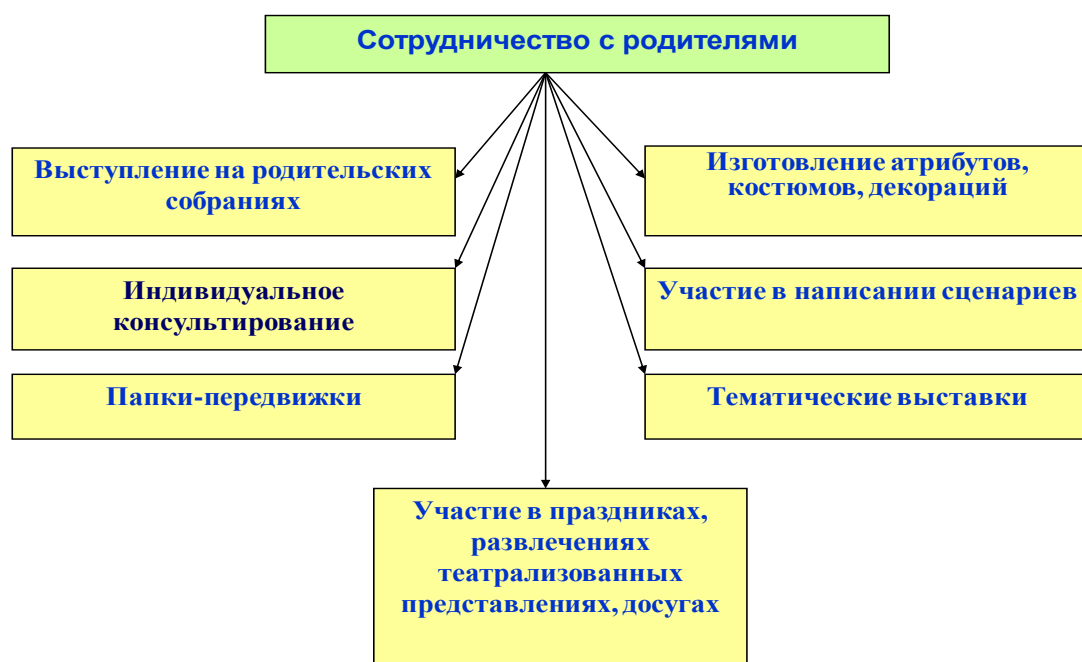 Сотрудничество с родителями
Выступление на родительских
собраниях
Изготовление атрибутов,
костюмов, декораций
Индивидуальное
консультирование
Участие в написании сценариев
Папки-передвижки
Тематические выставки
Участие в праздниках,
развлечениях
театрализованных
представлениях, досугах